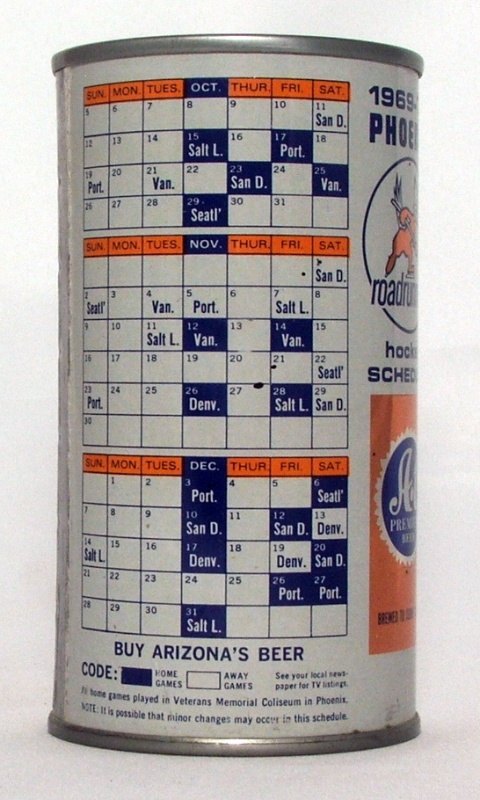 SUN. MON. TUES. OCT. THUR. FRI. SAT.
5 6 7 8 9 10 11
San D.
12 13 14 15 16 17 18
Salt L. Port.
19 20 21 22 23 24 25
Port. Van. San D. Van.
26 27 28 29 30 31
Seatl'
SUN. MON. TUES. NOV. THUR. FRI. SAT.
San D.
2 3 4 5 6 7 8
Seatl' Van. Port. Salt L.
9 10 11 12 13 14 15
Salt L. Van. Van.
16 17 18 19 20 21 22
Seatl'
23 24 25 26 27 28 29
Port. Denv. Salt L. San D.
30
SUN. MON. TUES. DEC. THUR. FRI. SAT.
1 2 3 4 5 6
Port. Seatl'
7 8 9 10 11 12 13
San D. San D. Denv.
14 15 16 17 18 19 20
Salt L. Denv. Denv. San D.
21 22 23 24 25 26 27
Port. Port.
28 29 30 31
Salt L.
BUY ARIZONA'S BEER
CODE: HOME GAMES AWAY GAMES
See your local news-
paper for TV listings.
All home games played in Veterans Memorial Coliseum in Phoenix.
NOTE: It is possible that minor changes may occur in this schedule.
1969-
PHOE
roadru
hock
SCHED
A
PREM
BEE
BREWED TO